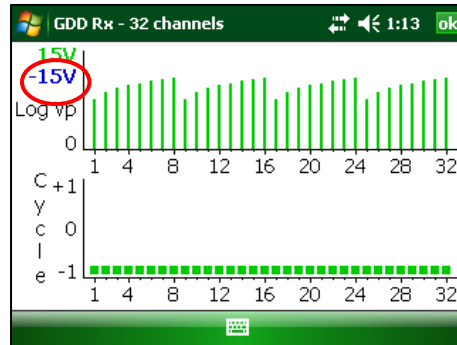 GDD Rx - 32 channels 1:13 ok
15V
-15V
Log Vp
0
1 4 8 12 16 20 24 28 32
Cycle
+1
0
-1
1 4 8 12 16 20 24 28 32